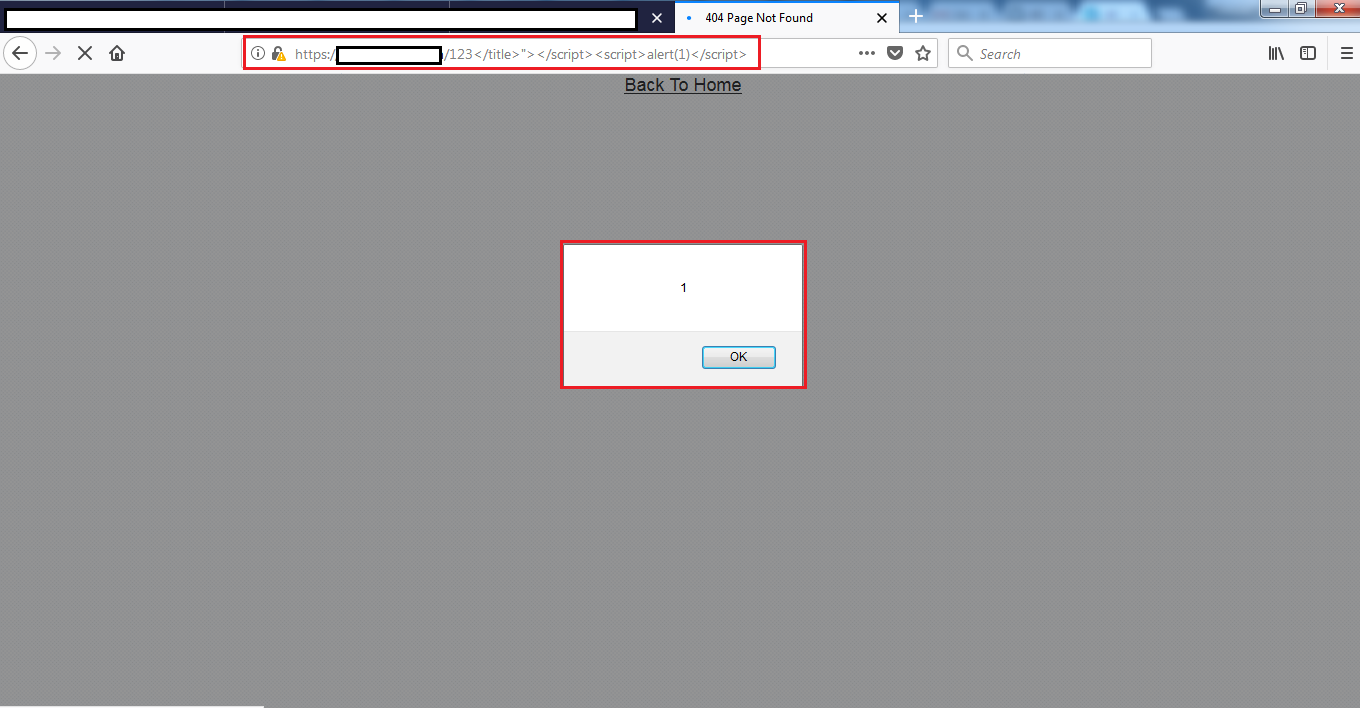 404 Page Not Found
https:/ /123</title>"></script><script>alert(1)</script>
Search
Back To Home
1
OK